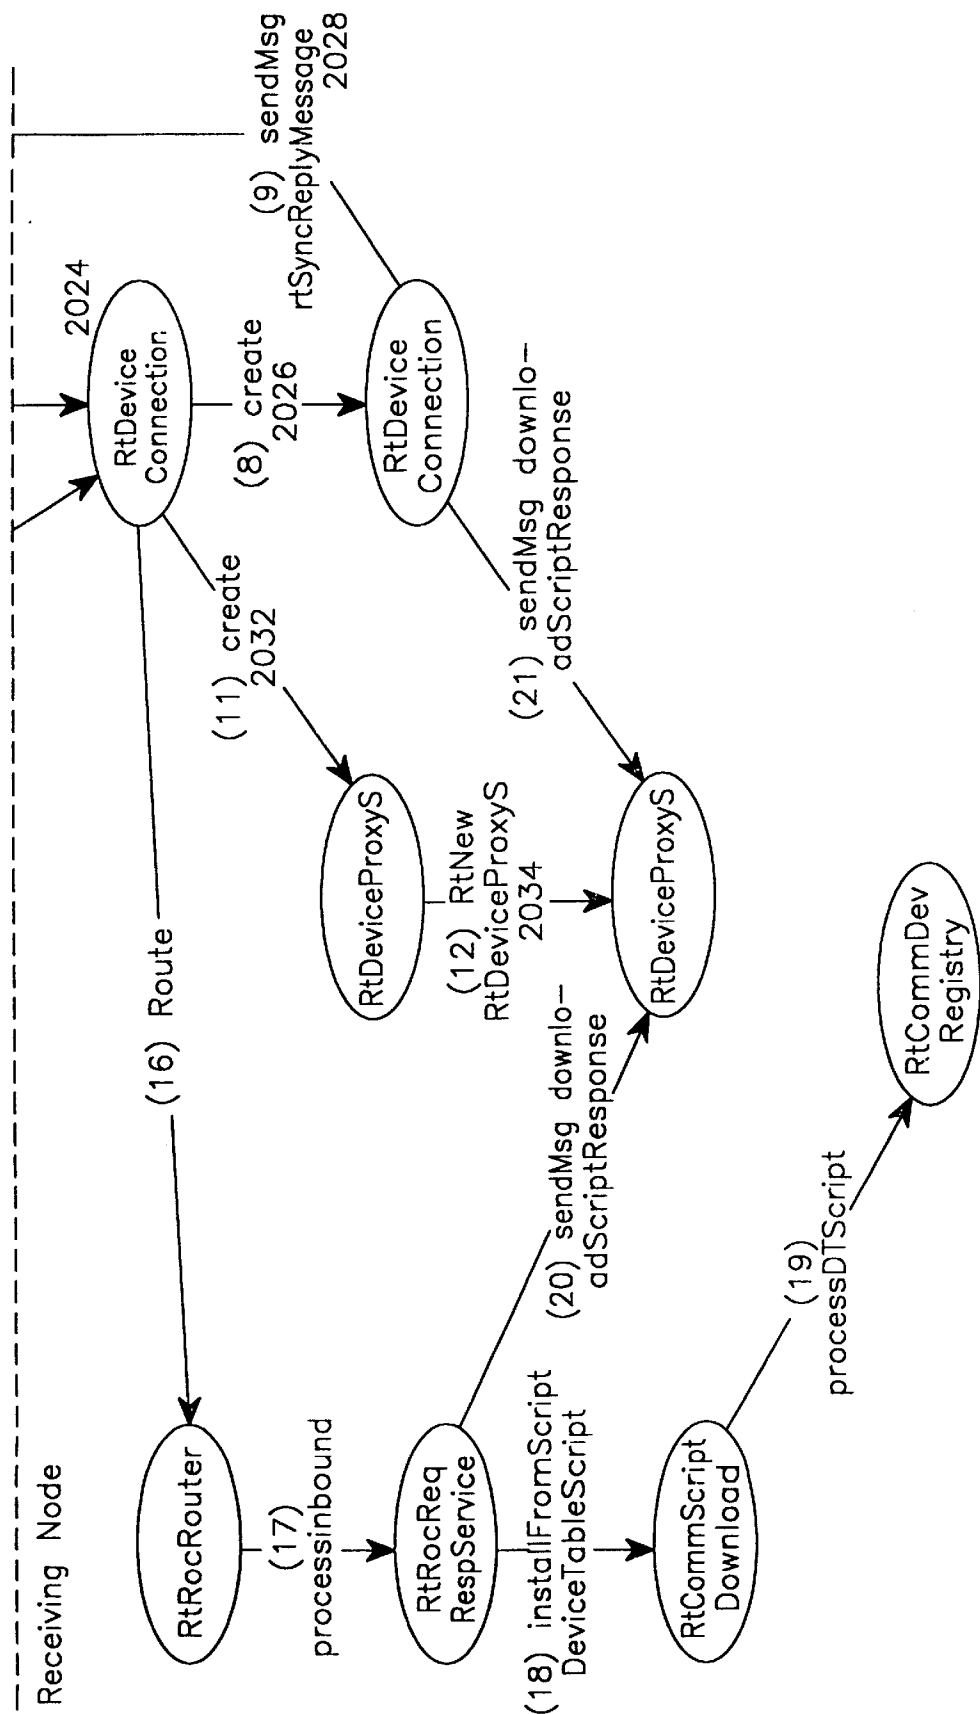 Receiving Node
RtRocRouter
(16) Route
RtDevice
Connection
2024
(17)
processinbound
(11) create
2032
(8) create
2026
(9) sendMsg
rtSyncReplyMessage
2028
RtRocReq
RespService
RtDeviceProxyS
RtDevice
Connection
(18) installFromScript
DeviceTableScript
(20) sendMsg downlo-
adScriptResponse
(12) RtNew
RtDeviceProxyS
2034
(21) sendMsg downlo-
adScriptResponse
RtCommScript
Download
RtDeviceProxyS
(19)
processDTScript
RtCommDev
Registry